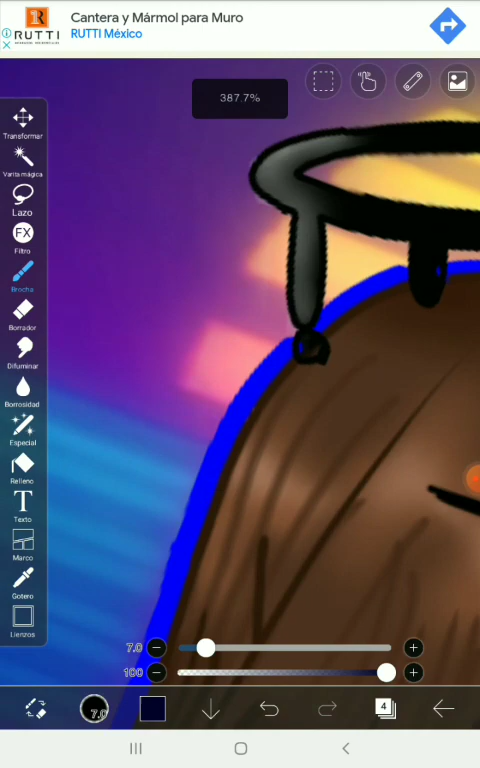 Cantera y Mármol para Muro
RUTTI
RUTTI México
387.7%
Transformar
Varita mágica
Lazo
FX
Filtro
Brocha
Borrador
Difuminar
Borrosidad
Especial
Relleno
T
Texto
Marco
Gotero
Lienzos
7.0
100
7.0
4